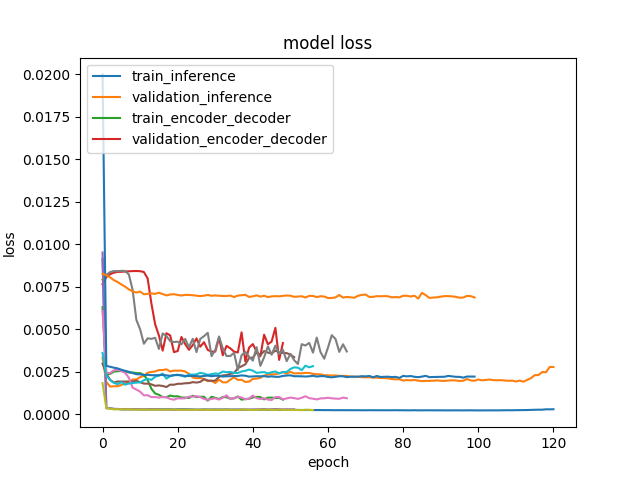 model loss
train_inference
validation_inference
train_encoder_decoder
validation_encoder_decoder
0.0200
0.0175
0.0150
0.0125
0.0100
0.0075
0.0050
0.0025
0.0000
loss
0 20 40 60 80 100 120
epoch